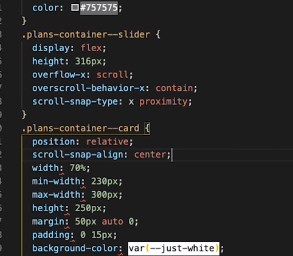 color: #757575;
}
.plans-container--slider {
display: flex;
height: 316px;
overflow-x: scroll;
overscroll-behavior-x: contain;
scroll-snap-type: x proximity;
}
.plans-container--card {
position: relative;
scroll-snap-align: center;
width: 70%;
min-width: 230px;
max-width: 300px;
height: 250px;
margin: 50px auto 0;
padding: 0 15px;
background-color: var(--just-white);